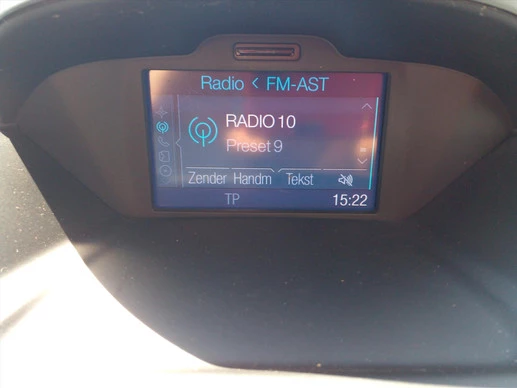 Radio < FM-AST
RADIO 10
Preset 9
Zender Handm Tekst
TP 15:22